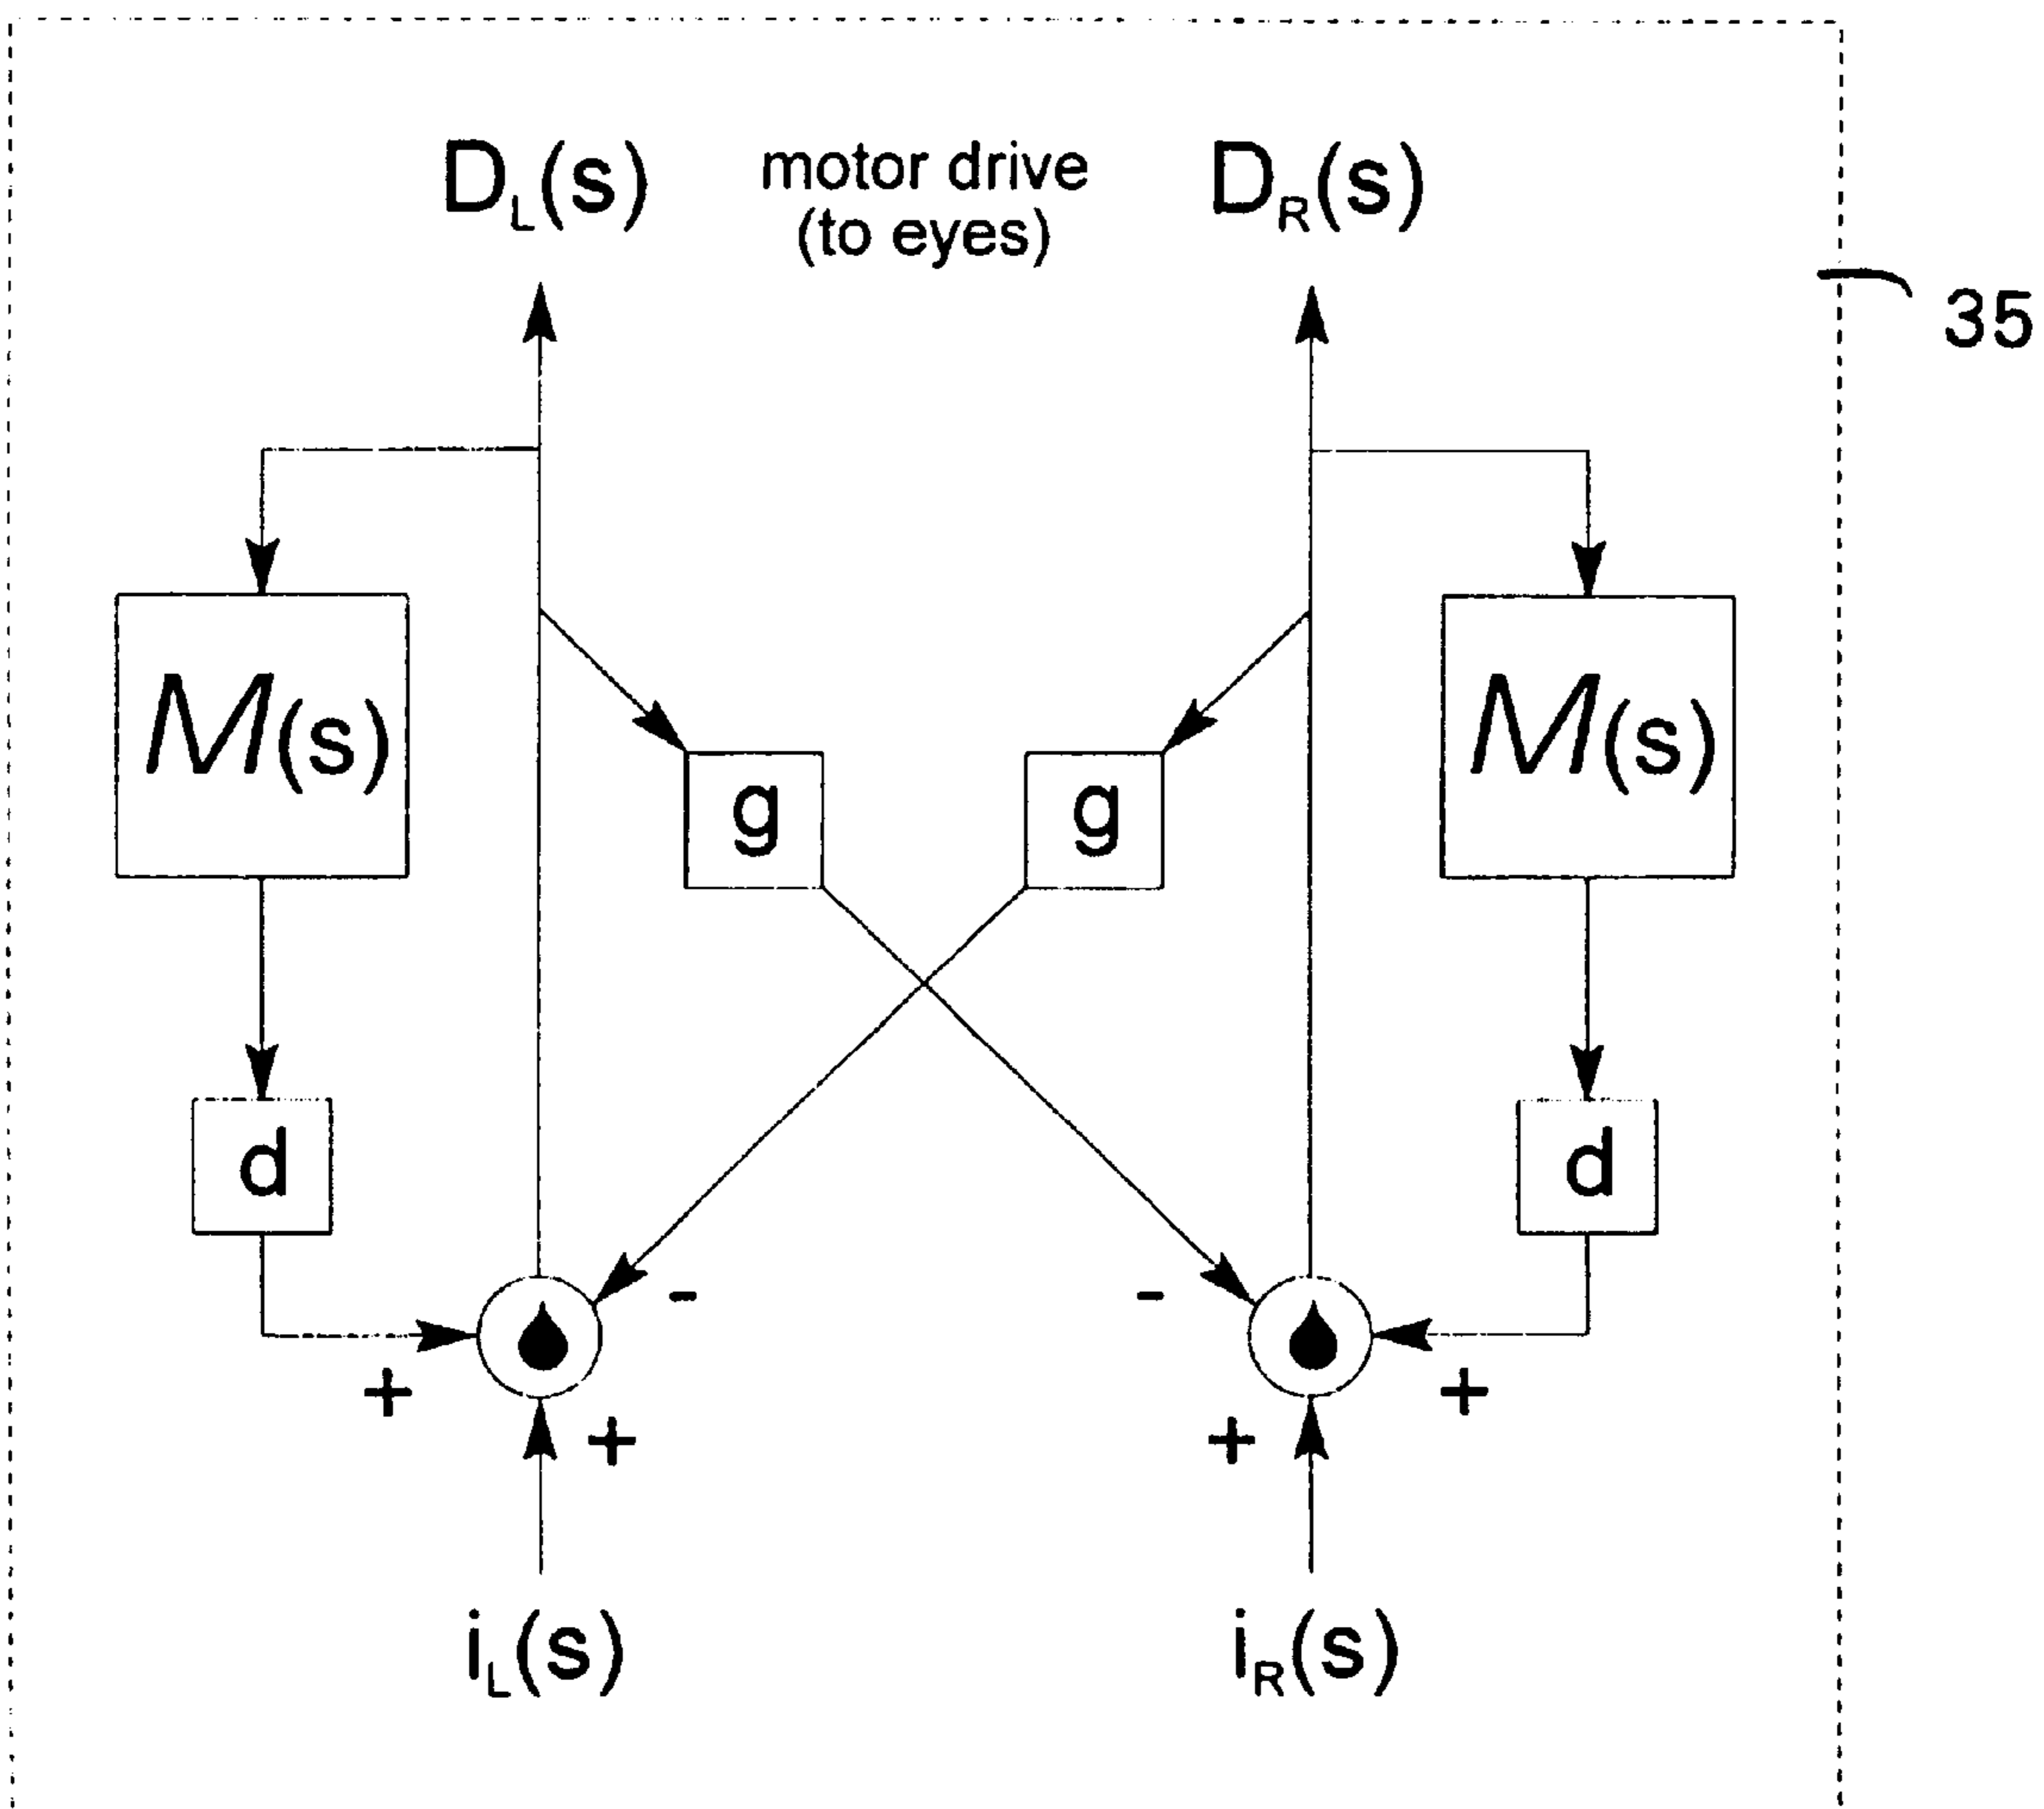 D_L(s) motor drive D_R(s)
(to eyes)
35
M(s) M(s)
g g
d d
- -
+ +
+ +
i_L(s) i_R(s)